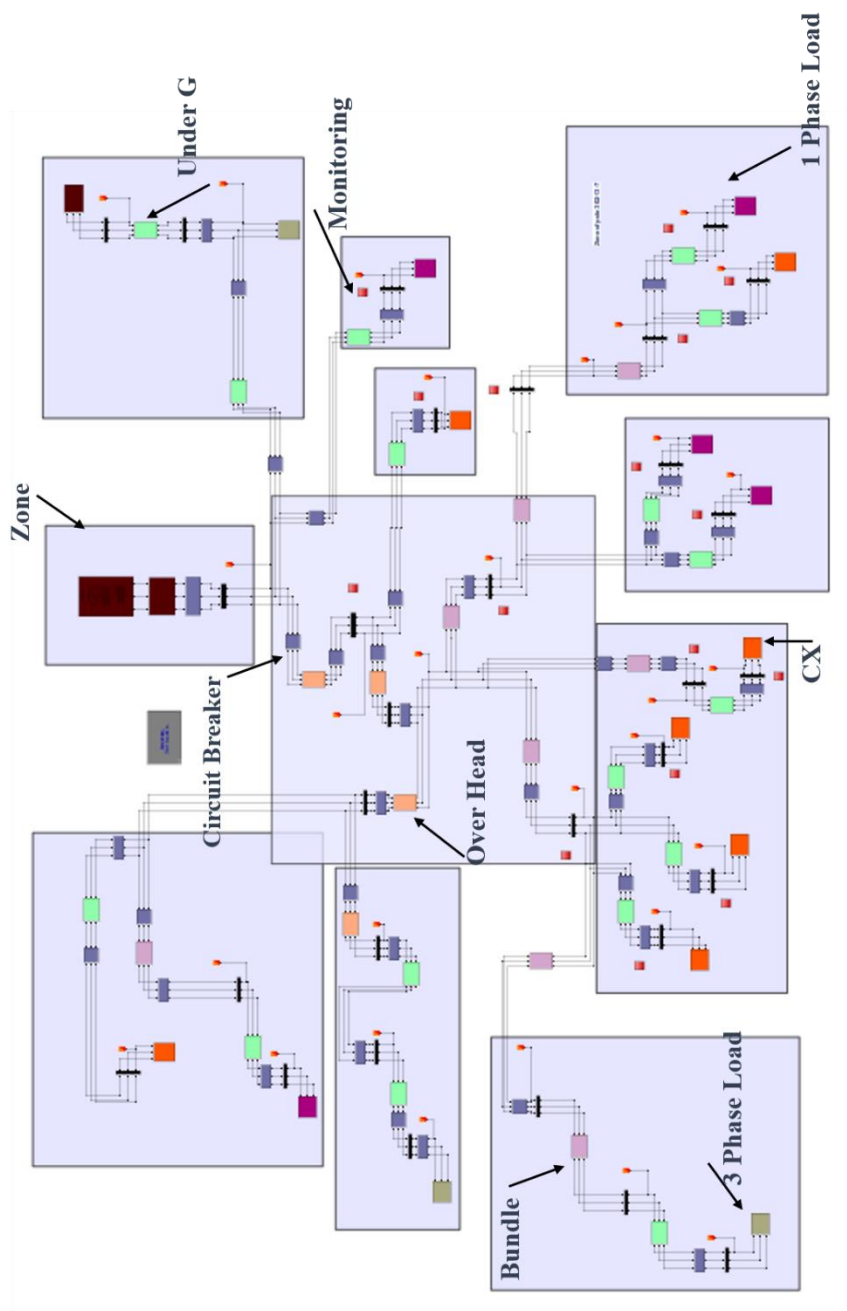 Under G
Monitoring
1 Phase Load
Zone
Circuit Breaker
Over Head
CX
Bundle
3 Phase Load